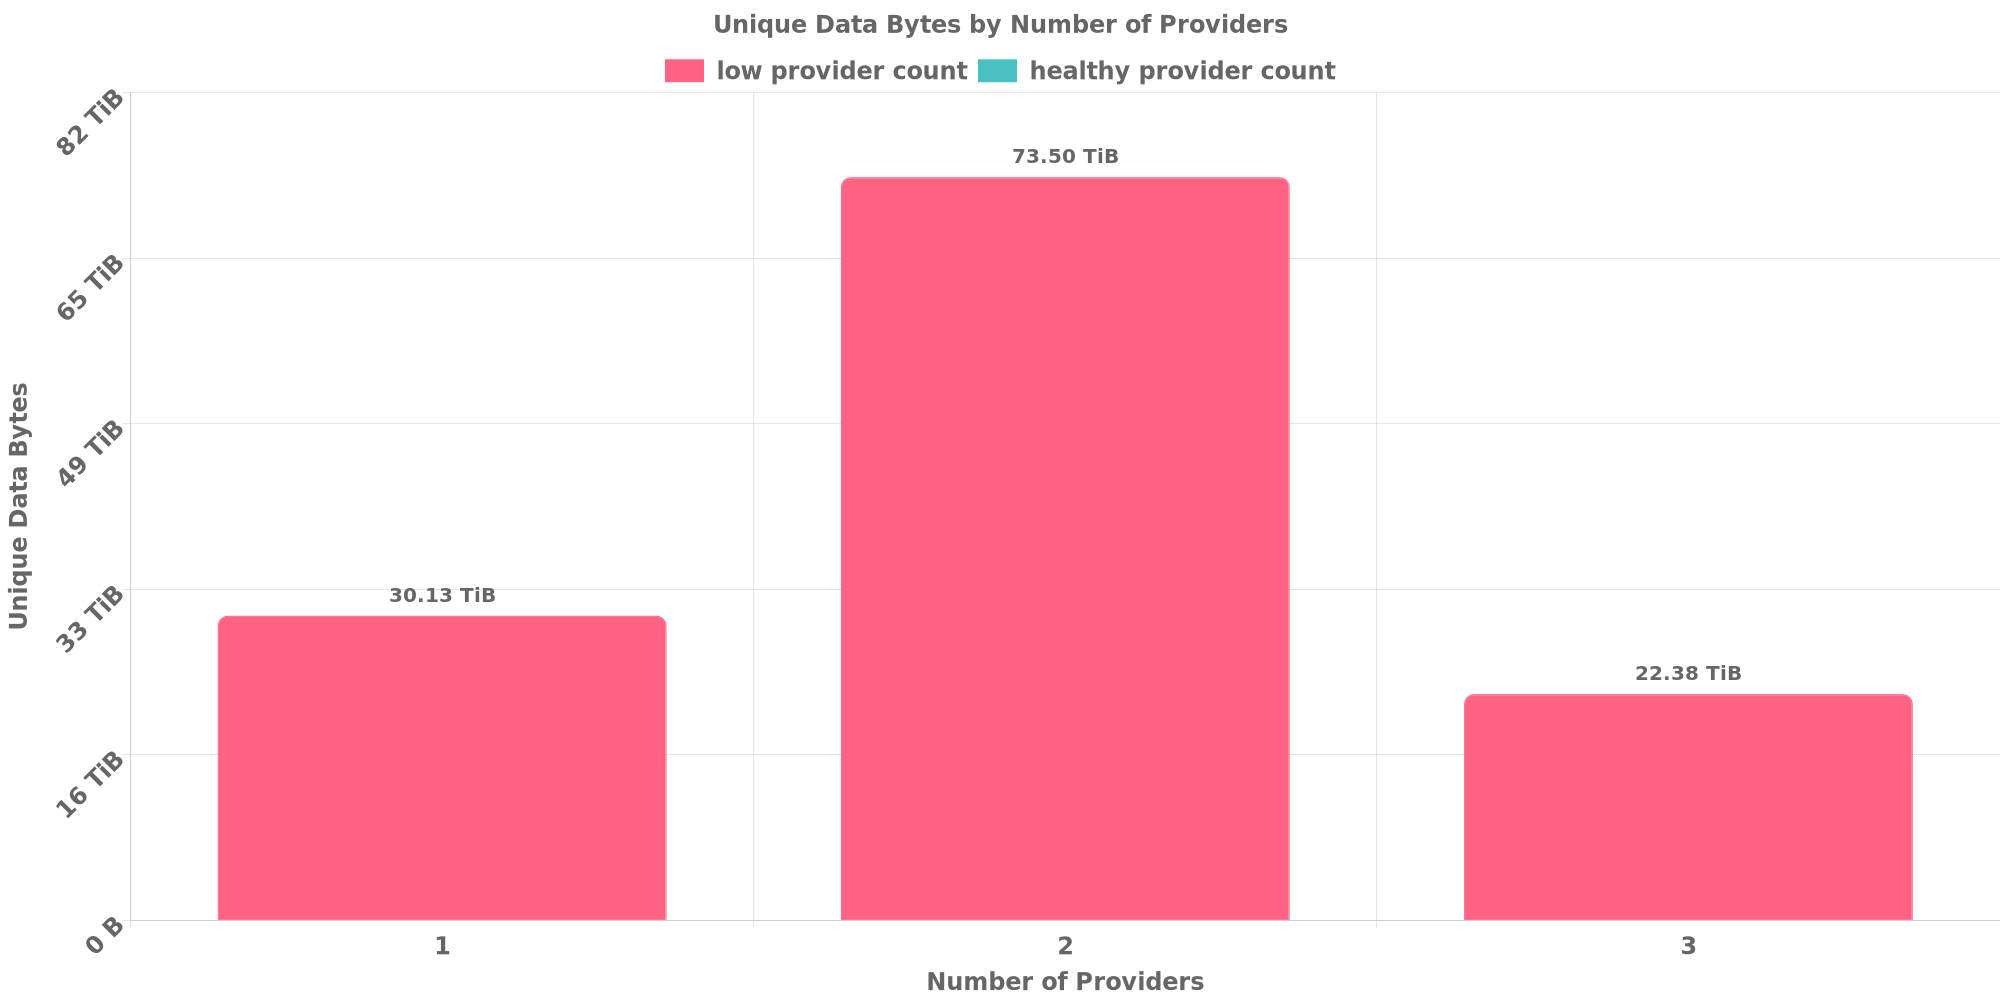 Unique Data Bytes by Number of Providers
low provider count healthy provider count
82 TiB
65 TiB
49 TiB
33 TiB
16 TiB
0 B
Unique Data Bytes
30.13 TiB
73.50 TiB
22.38 TiB
1 2 3
Number of Providers